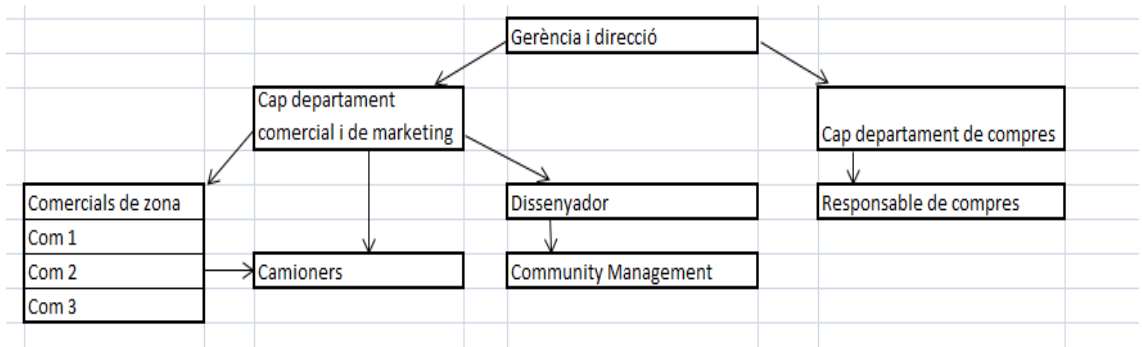 Gerència i direcció
Cap departament
comercial i de marketing
Cap departament de compres
Comercials de zona
Dissenyador
Responsable de compres
Com 1
Com 2
Camioners
Community Management
Com 3